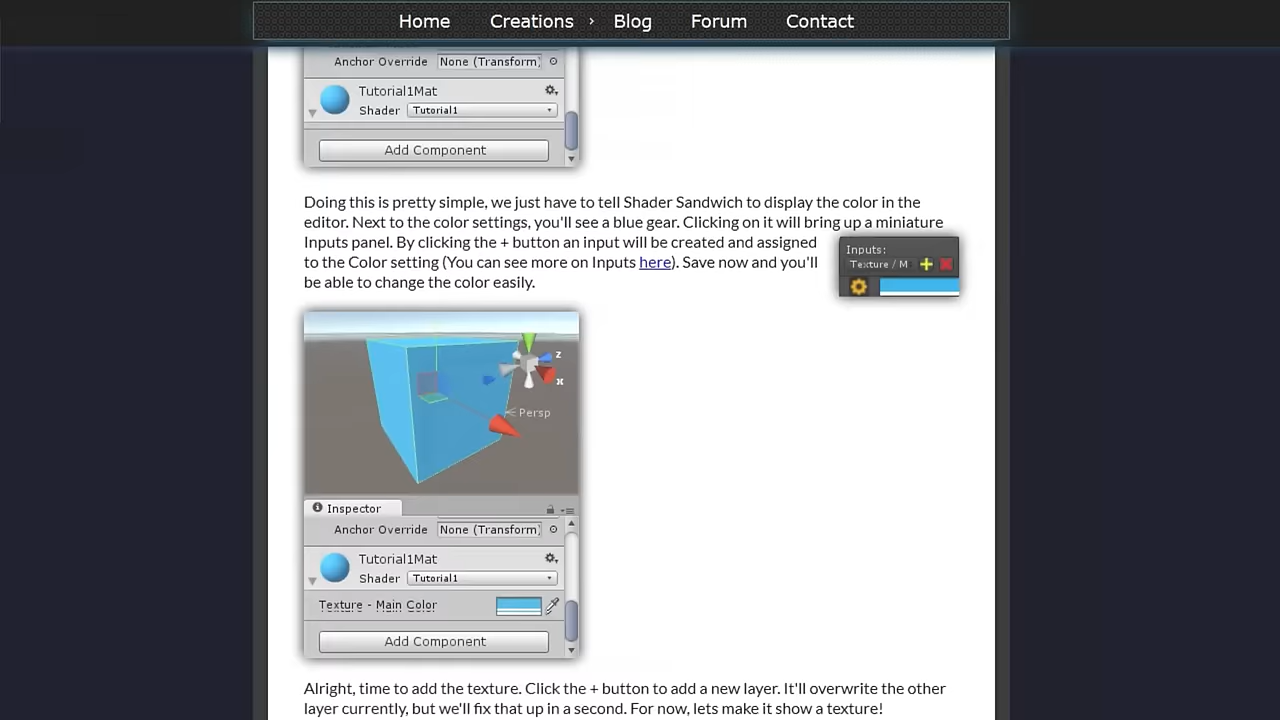 Home Creations › Blog Forum Contact
Anchor Override None (Transform)
Tutorial1Mat
Shader Tutorial1
Add Component
Doing this is pretty simple, we just have to tell Shader Sandwich to display the color in the
editor. Next to the color settings, you'll see a blue gear. Clicking on it will bring up a miniature
Inputs panel. By clicking the + button an input will be created and assigned
to the Color setting (You can see more on Inputs here). Save now and you'll
be able to change the color easily.
Inputs:
Texture / M
z
x
Persp
Inspector
Anchor Override None (Transform)
Tutorial1Mat
Shader Tutorial1
Texture - Main Color
Add Component
Alright, time to add the texture. Click the + button to add a new layer. It'll overwrite the other
layer currently, but we'll fix that up in a second. For now, lets make it show a texture!